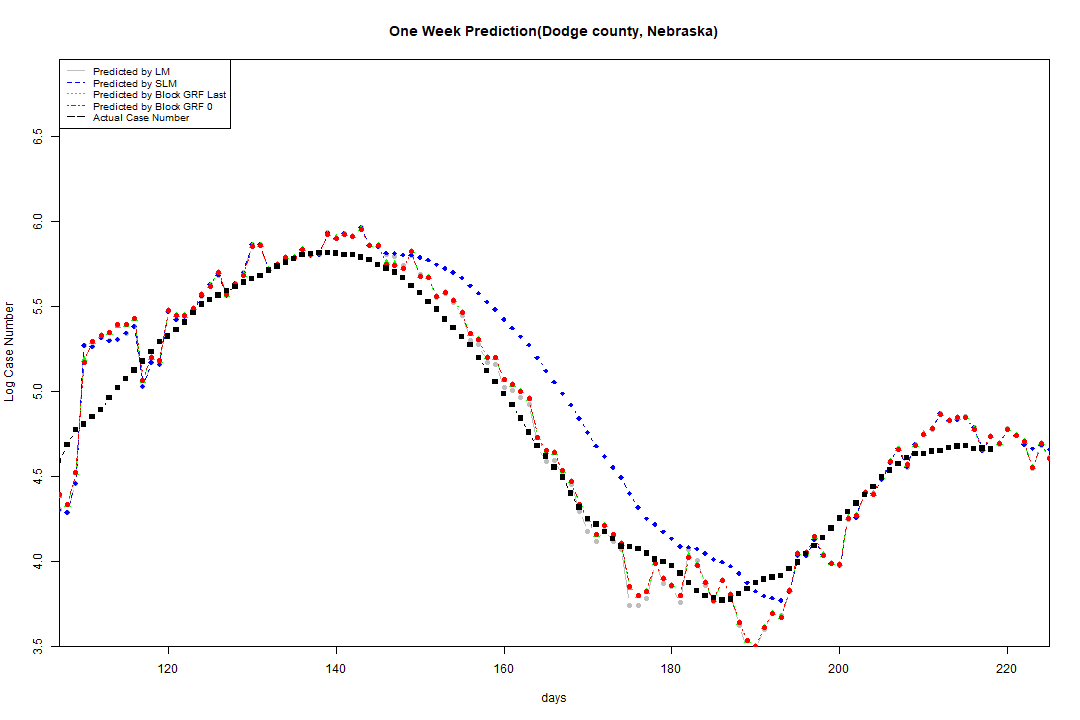 One Week Prediction(Dodge county, Nebraska)
Predicted by LM
Predicted by SLM
Predicted by Block GRF Last
Predicted by Block GRF 0
Actual Case Number
Log Case Number
6.5
6.0
5.5
5.0
4.5
4.0
3.5
120 140 160 180 200 220
days